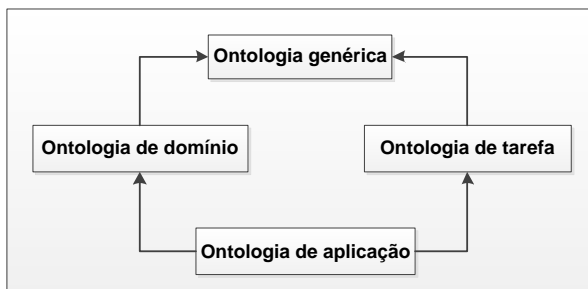 Ontologia genérica
Ontologia de domínio
Ontologia de tarefa
Ontologia de aplicação